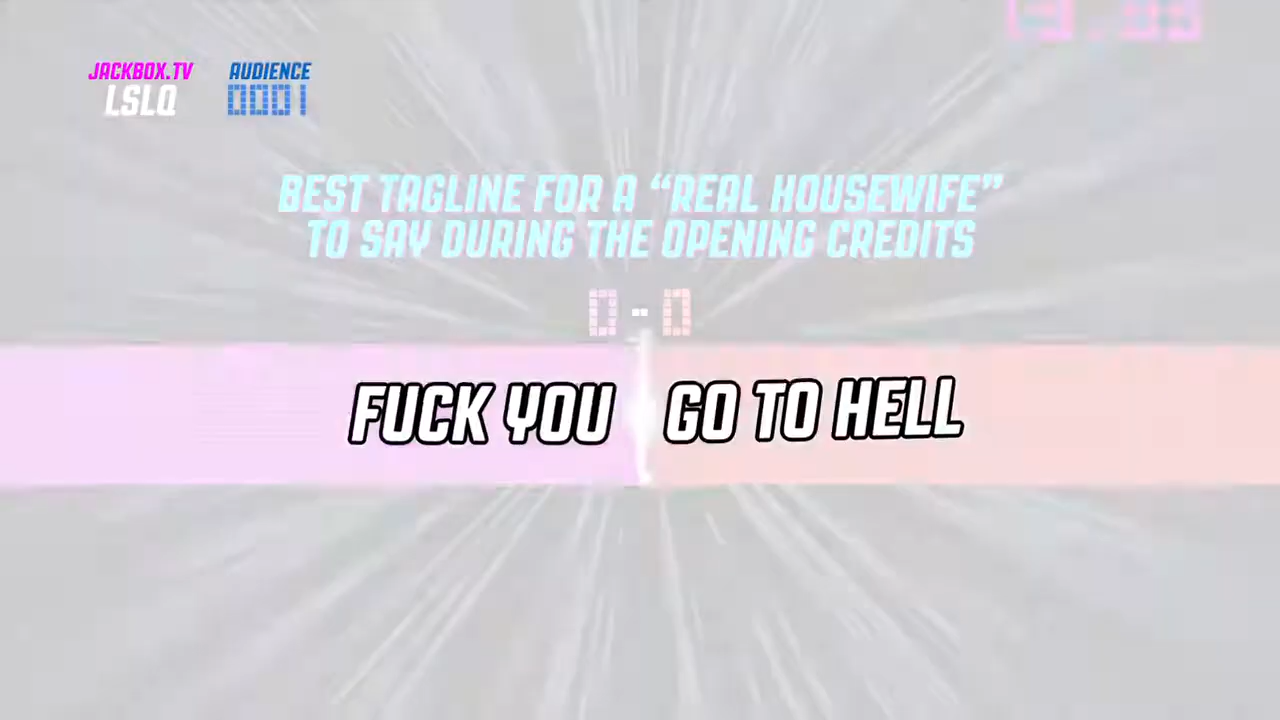 JACKBOX.TV AUDIENCE
LSLQ 0001
BEST TAGLINE FOR A “REAL HOUSEWIFE”
TO SAY DURING THE OPENING CREDITS
0 - 0
FUCK YOU GO TO HELL